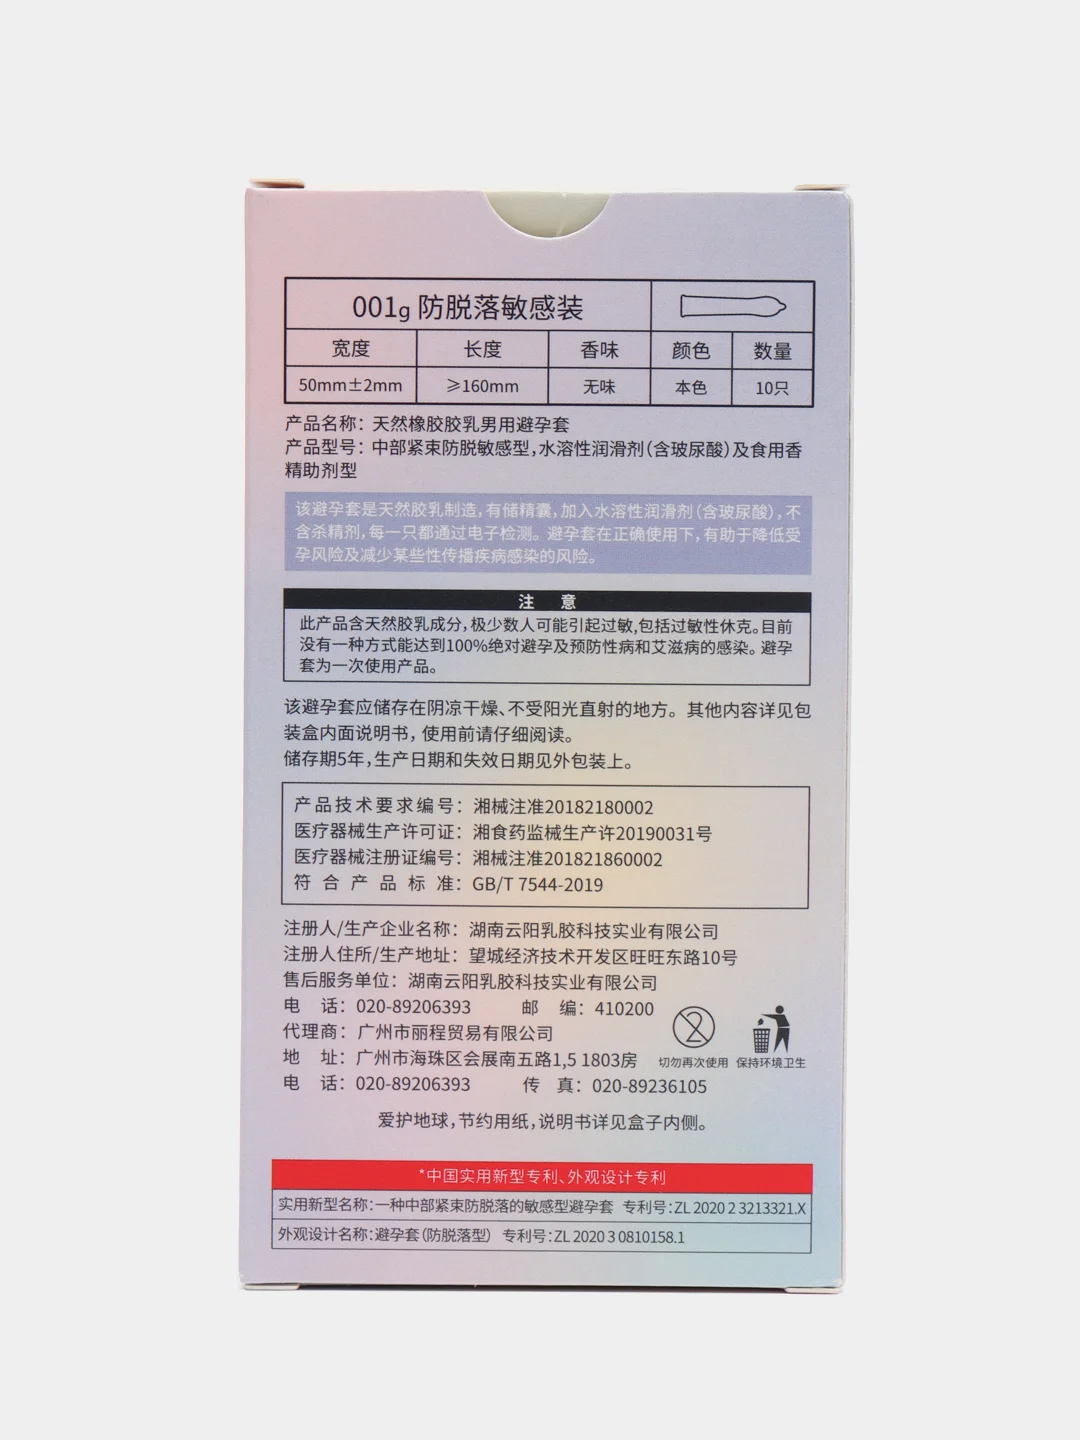 001g 防脱落敏感装
宽度 长度 香味 颜色 数量
50mm±2mm ≥160mm 无味 本色 10只
产品名称：天然橡胶胶乳男用避孕套
产品型号：中部紧束防脱敏感型，水溶性润滑剂（含玻尿酸）及食用香
精助剂型
该避孕套是天然胶乳制造，有储精囊，加入水溶性润滑剂（含玻尿酸），不
含杀精剂，每一只都通过电子检测。避孕套在正确使用下，有助于降低受
孕风险及减少某些性传播疾病感染的风险。
注 意
此产品含天然胶乳成分，极少数人可能引起过敏，包括过敏性休克。目前
没有一种方式能达到100%绝对避孕及预防性病和艾滋病的感染。避孕
套为一次使用产品。
该避孕套应储存在阴凉干燥、不受阳光直射的地方。其他内容详见包
装盒内面说明书，使用前请仔细阅读。
储存期5年，生产日期和失效日期见外包装上。
产品技术要求编号：湘械注准20182180002
医疗器械生产许可证：湘食药监械生产许20190031号
医疗器械注册证编号：湘械注准201821860002
符合产品标准：GB/T 7544-2019
注册人/生产企业名称：湖南云阳乳胶科技实业有限公司
注册人住所/生产地址：望城经济技术开发区旺旺东路10号
售后服务单位：湖南云阳乳胶科技实业有限公司
电 话：020-89206393 邮 编：410200
代理商：广州市丽程贸易有限公司
地 址：广州市海珠区会展南五路1,5 1803房
电 话：020-89206393 传 真：020-89236105
2
切勿再次使用 保持环境卫生
爱护地球，节约用纸，说明书详见盒子内侧。
*中国实用新型专利、外观设计专利
实用新型名称：一种中部紧束防脱落的敏感型避孕套 专利号：ZL 2020 2 3213321.X
外观设计名称：避孕套（防脱落型） 专利号：ZL 2020 3 0810158.1